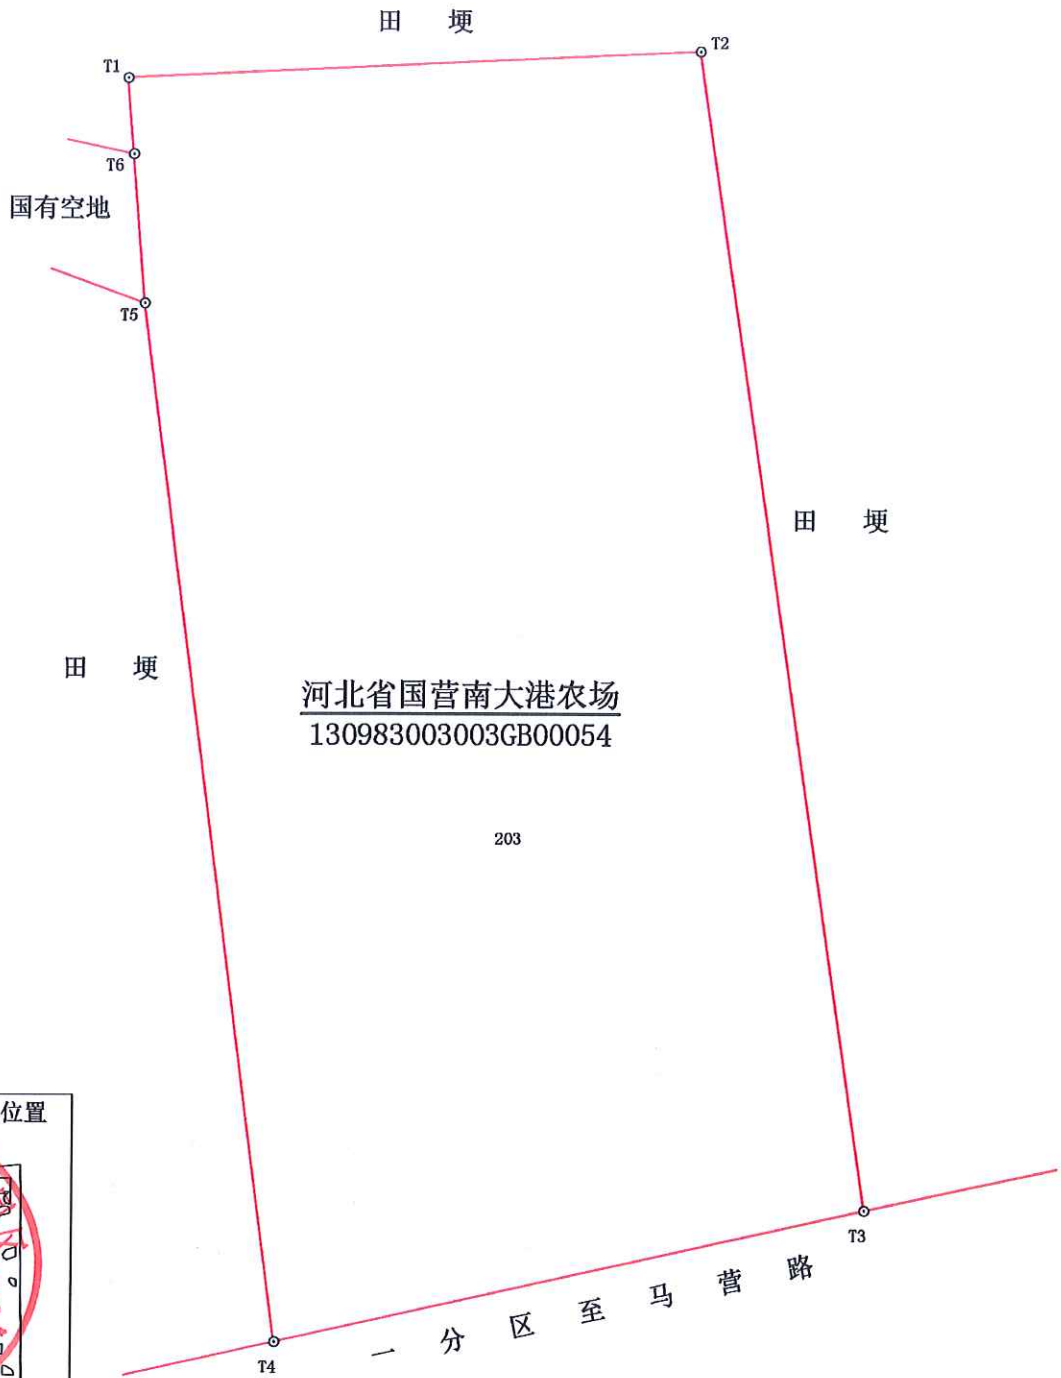 田 埂
T1
T2
T6
国有空地
T5
田 埂
田 埂
河北省国营南大港农场
130983003003GB00054
203
位置
T3
一分区至马营路
T4